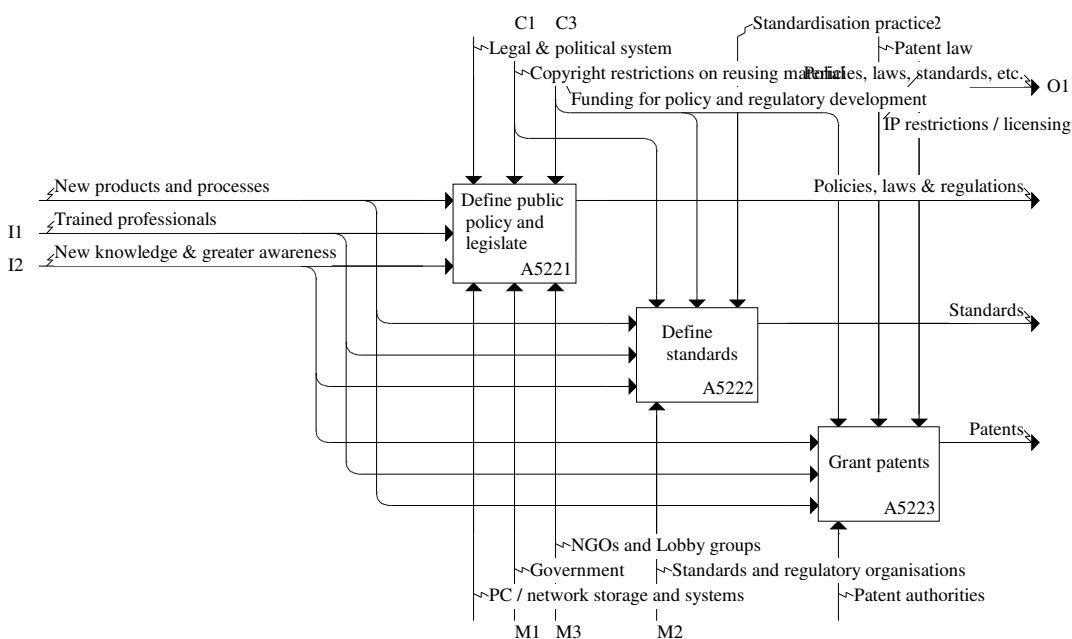 C1 C3 Standardisation practice2
Legal & political system Patent law
Copyright restrictions on reusing material Policies, laws, standards, etc.
O1
Funding for policy and regulatory development
IP restrictions / licensing
New products and processes
Define public
policy and
legislate
A5221
Policies, laws & regulations
I1 Trained professionals
I2 New knowledge & greater awareness
Define
standards
A5222
Standards
Grant patents
A5223
Patents
NGOs and Lobby groups
Government
Standards and regulatory organisations
PC / network storage and systems
Patent authorities
M1 M3 M2